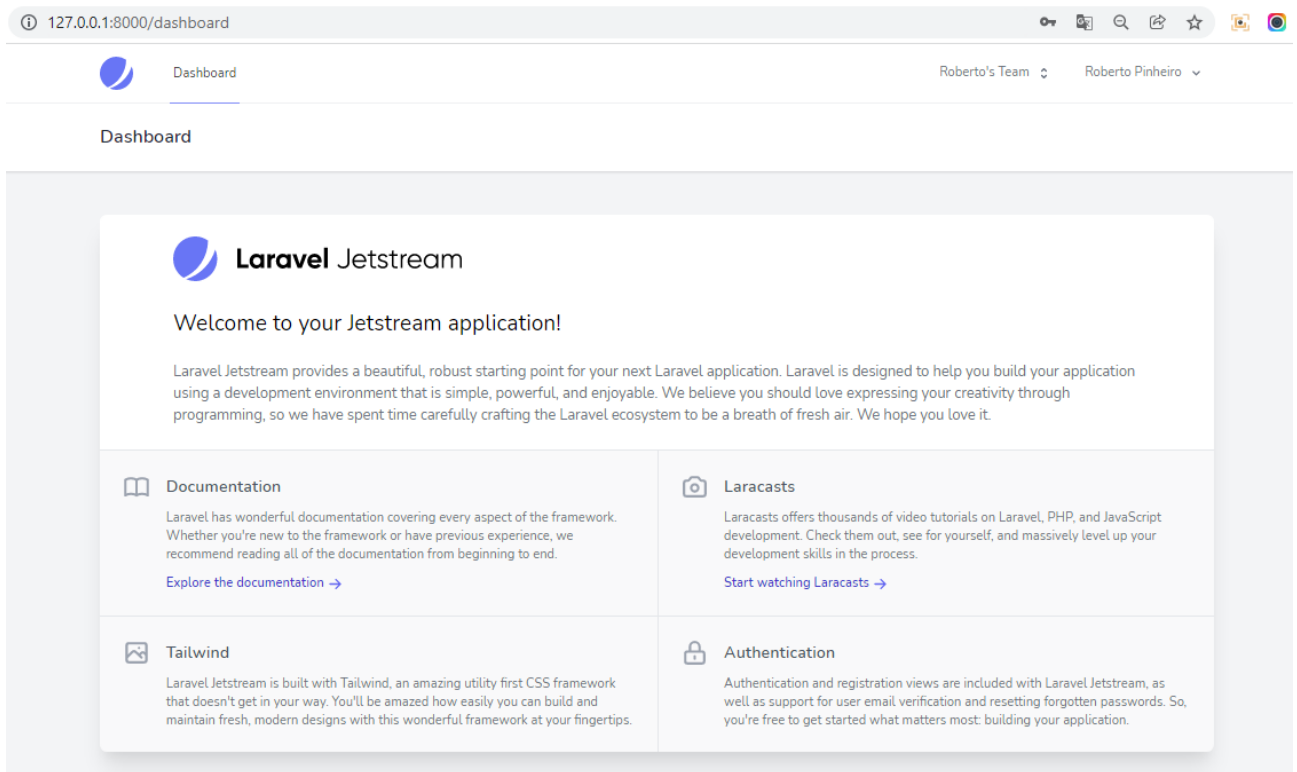 127.0.0.1:8000/dashboard
Dashboard
Roberto's Team
Roberto Pinheiro
Dashboard
Laravel Jetstream
Welcome to your Jetstream application!
Laravel Jetstream provides a beautiful, robust starting point for your next Laravel application. Laravel is designed to help you build your application
using a development environment that is simple, powerful, and enjoyable. We believe you should love expressing your creativity through
programming, so we have spent time carefully crafting the Laravel ecosystem to be a breath of fresh air. We hope you love it.
Documentation
Laravel has wonderful documentation covering every aspect of the framework.
Whether you're new to the framework or have previous experience, we
recommend reading all of the documentation from beginning to end.
Explore the documentation →
Laracasts
Laracasts offers thousands of video tutorials on Laravel, PHP, and JavaScript
development. Check them out, see for yourself, and massively level up your
development skills in the process.
Start watching Laracasts →
Tailwind
Laravel Jetstream is built with Tailwind, an amazing utility first CSS framework
that doesn't get in your way. You'll be amazed how easily you can build and
maintain fresh, modern designs with this wonderful framework at your fingertips.
Authentication
Authentication and registration views are included with Laravel Jetstream, as
well as support for user email verification and resetting forgotten passwords. So,
you're free to get started what matters most: building your application.